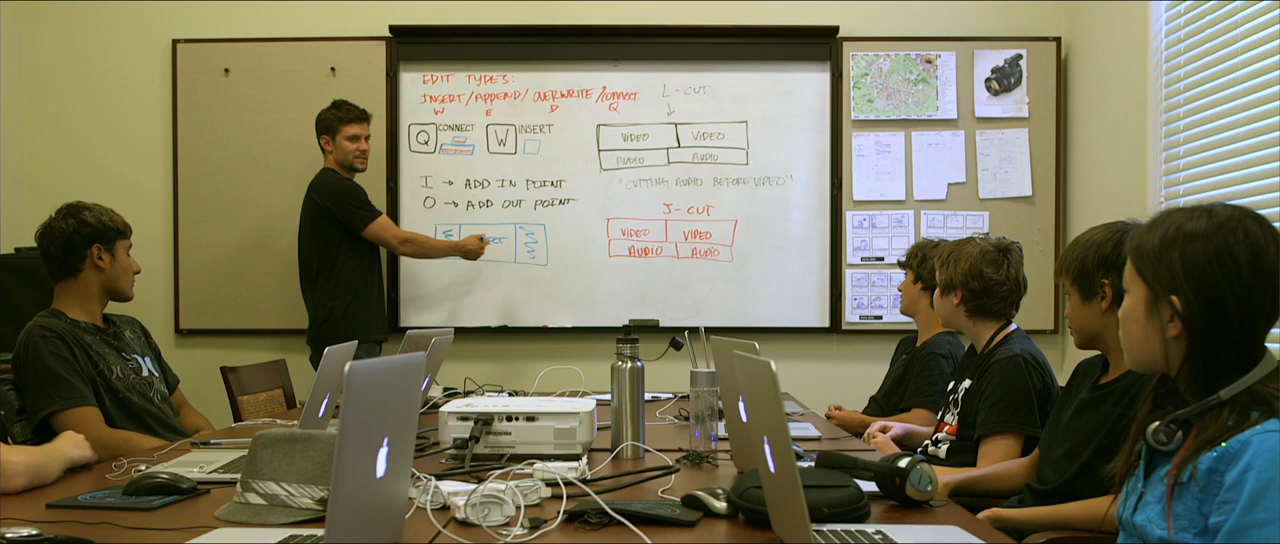 EDIT TYPES:
INSERT/APPEND/OVERWRITE/CONNECT
W E D Q
Q CONNECT W INSERT
I → ADD IN POINT
O → ADD OUT POINT
L-CUT
VIDEO VIDEO
AUDIO AUDIO
"CUTTING AUDIO BEFORE VIDEO"
J-CUT
VIDEO VIDEO
AUDIO AUDIO